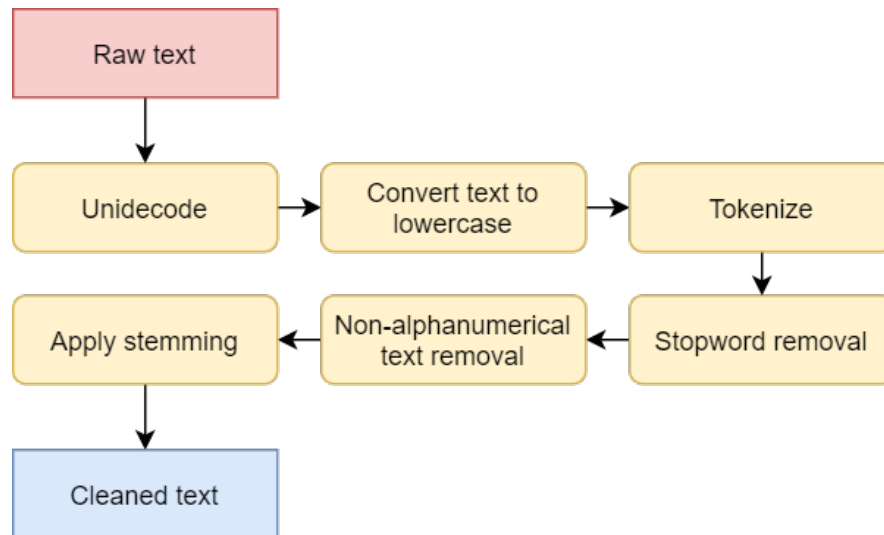 Raw text
Unidecode
Convert text to
lowercase
Tokenize
Stopword removal
Non-alphanumerical
text removal
Apply stemming
Cleaned text